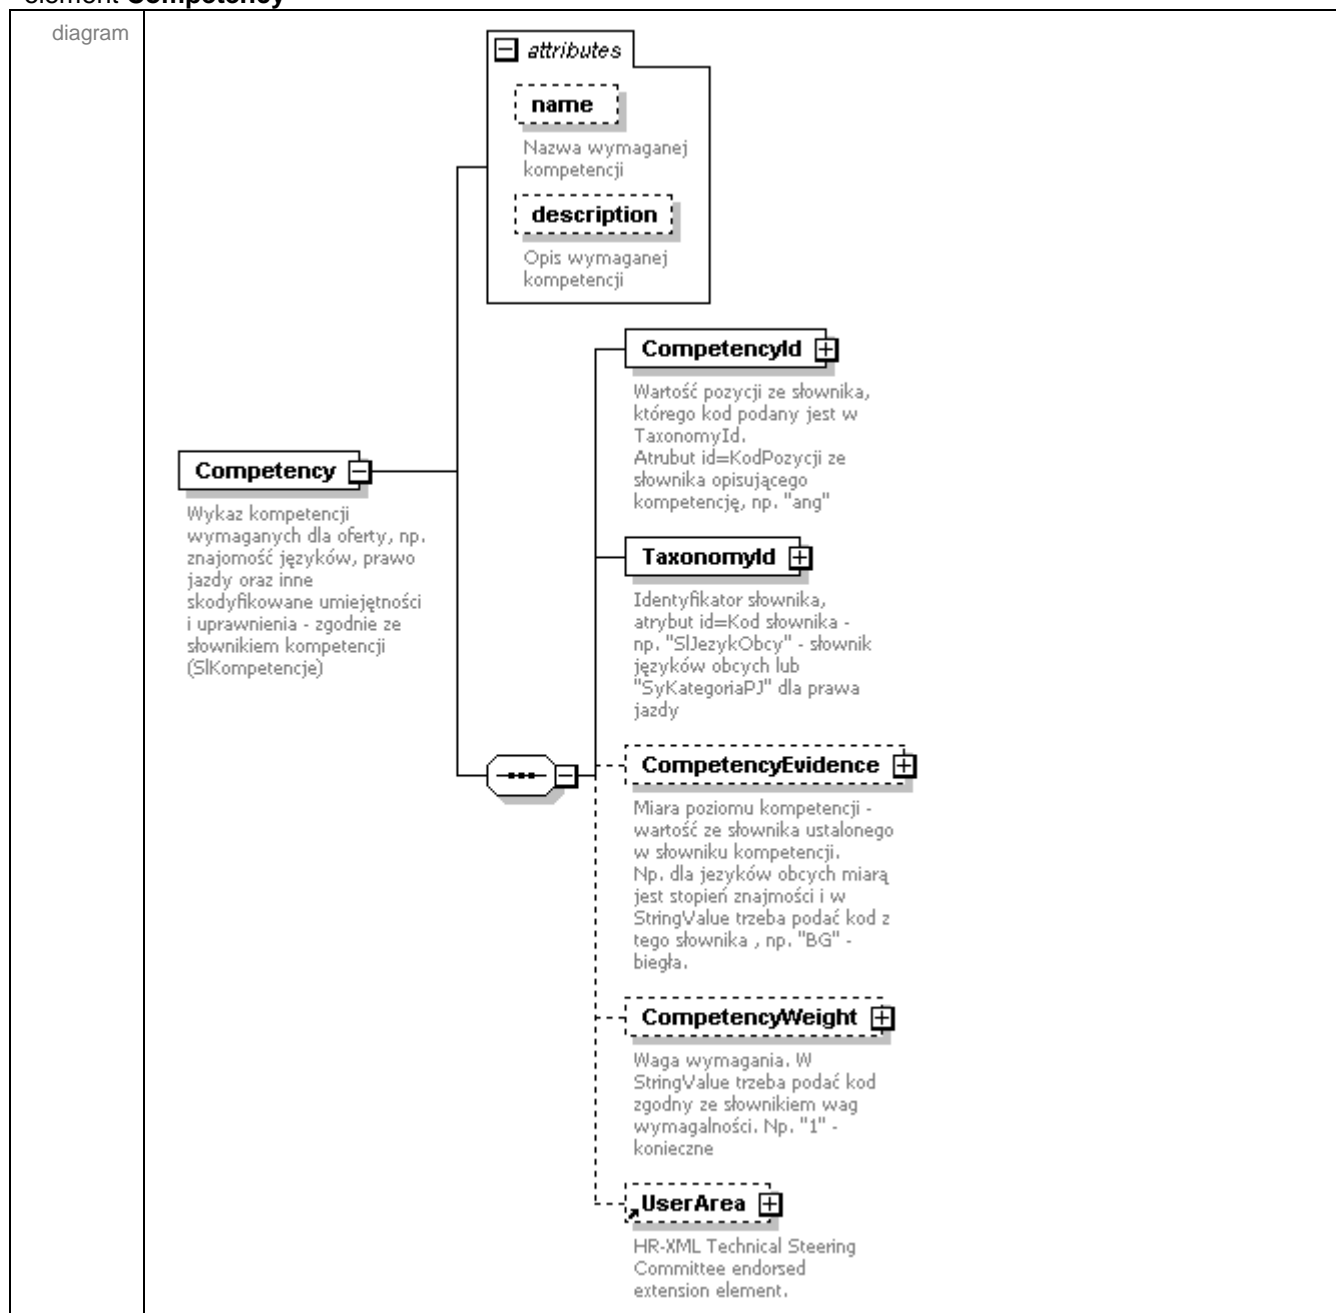 element Competency
diagram
attributes
name
Nazwa wymaganej
kompetencji
description
Opis wymaganej
kompetencji
CompetencyId
Wartość pozycji ze słownika,
którego kod podany jest w
TaxonomyId.
Atrubut id=KodPozycji ze
słownika opisującego
kompetencję, np. "ang"
Competency
Wykaz kompetencji
wymaganych dla oferty, np.
znajomość języków, prawo
jazdy oraz inne
skodyfikowane umiejętności
i uprawnienia - zgodnie ze
słownikiem kompetencji
(SlKompetencje)
TaxonomyId
Identyfikator słownika,
atrybut id=Kod słownika -
np. "SlJezykObcy" - słownik
języków obcych lub
"SyKategoriaPJ" dla prawa
jazdy
CompetencyEvidence
Miara poziomu kompetencji -
wartość ze słownika ustalonego
w słowniku kompetencji.
Np. dla jezyków obcych miarą
jest stopień znajmości i w
StringValue trzeba podać kod z
tego słownika , np. "BG" -
biegła.
CompetencyWeight
Waga wymagania. W
StringValue trzeba podać kod
zgodny ze słownikiem wag
wymagalności. Np. "1" -
konieczne
UserArea
HR-XML Technical Steering
Committee endorsed
extension element.